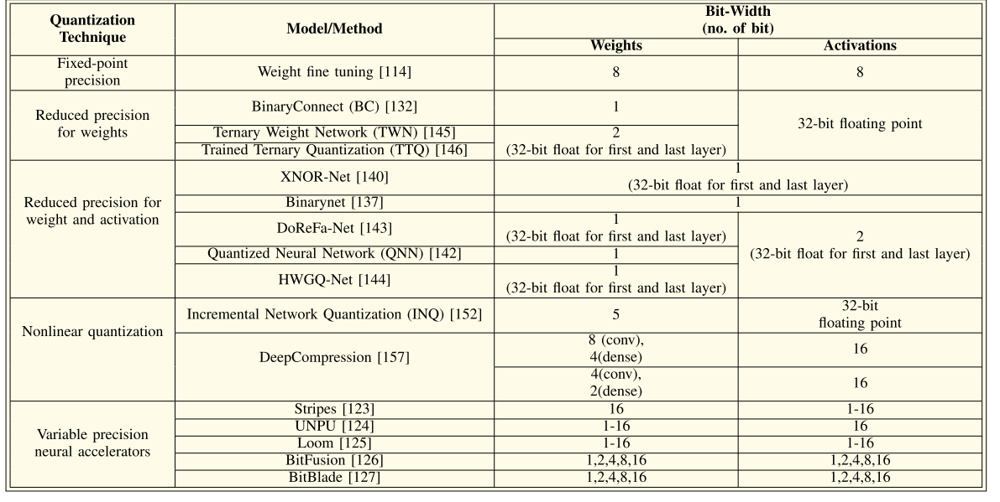 Quantization
Technique
Model/Method
Bit-Width
(no. of bit)
Weights
Activations
Fixed-point
precision
Weight fine tuning [114]
8
8
Reduced precision
for weights
BinaryConnect (BC) [132]
1
32-bit floating point
Ternary Weight Network (TWN) [145]
2
(32-bit float for first and last layer)
Trained Ternary Quantization (TTQ) [146]
Reduced precision for
weight and activation
XNOR-Net [140]
1
(32-bit float for first and last layer)
Binarynet [137]
1
DoReFa-Net [143]
1
(32-bit float for first and last layer)
2
(32-bit float for first and last layer)
Quantized Neural Network (QNN) [142]
1
HWGQ-Net [144]
1
(32-bit float for first and last layer)
Nonlinear quantization
Incremental Network Quantization (INQ) [152]
5
32-bit
floating point
DeepCompression [157]
8 (conv),
4(dense)
16
4(conv),
2(dense)
16
Variable precision
neural accelerators
Stripes [123]
16
1-16
UNPU [124]
1-16
16
Loom [125]
1-16
1-16
BitFusion [126]
1,2,4,8,16
1,2,4,8,16
BitBlade [127]
1,2,4,8,16
1,2,4,8,16